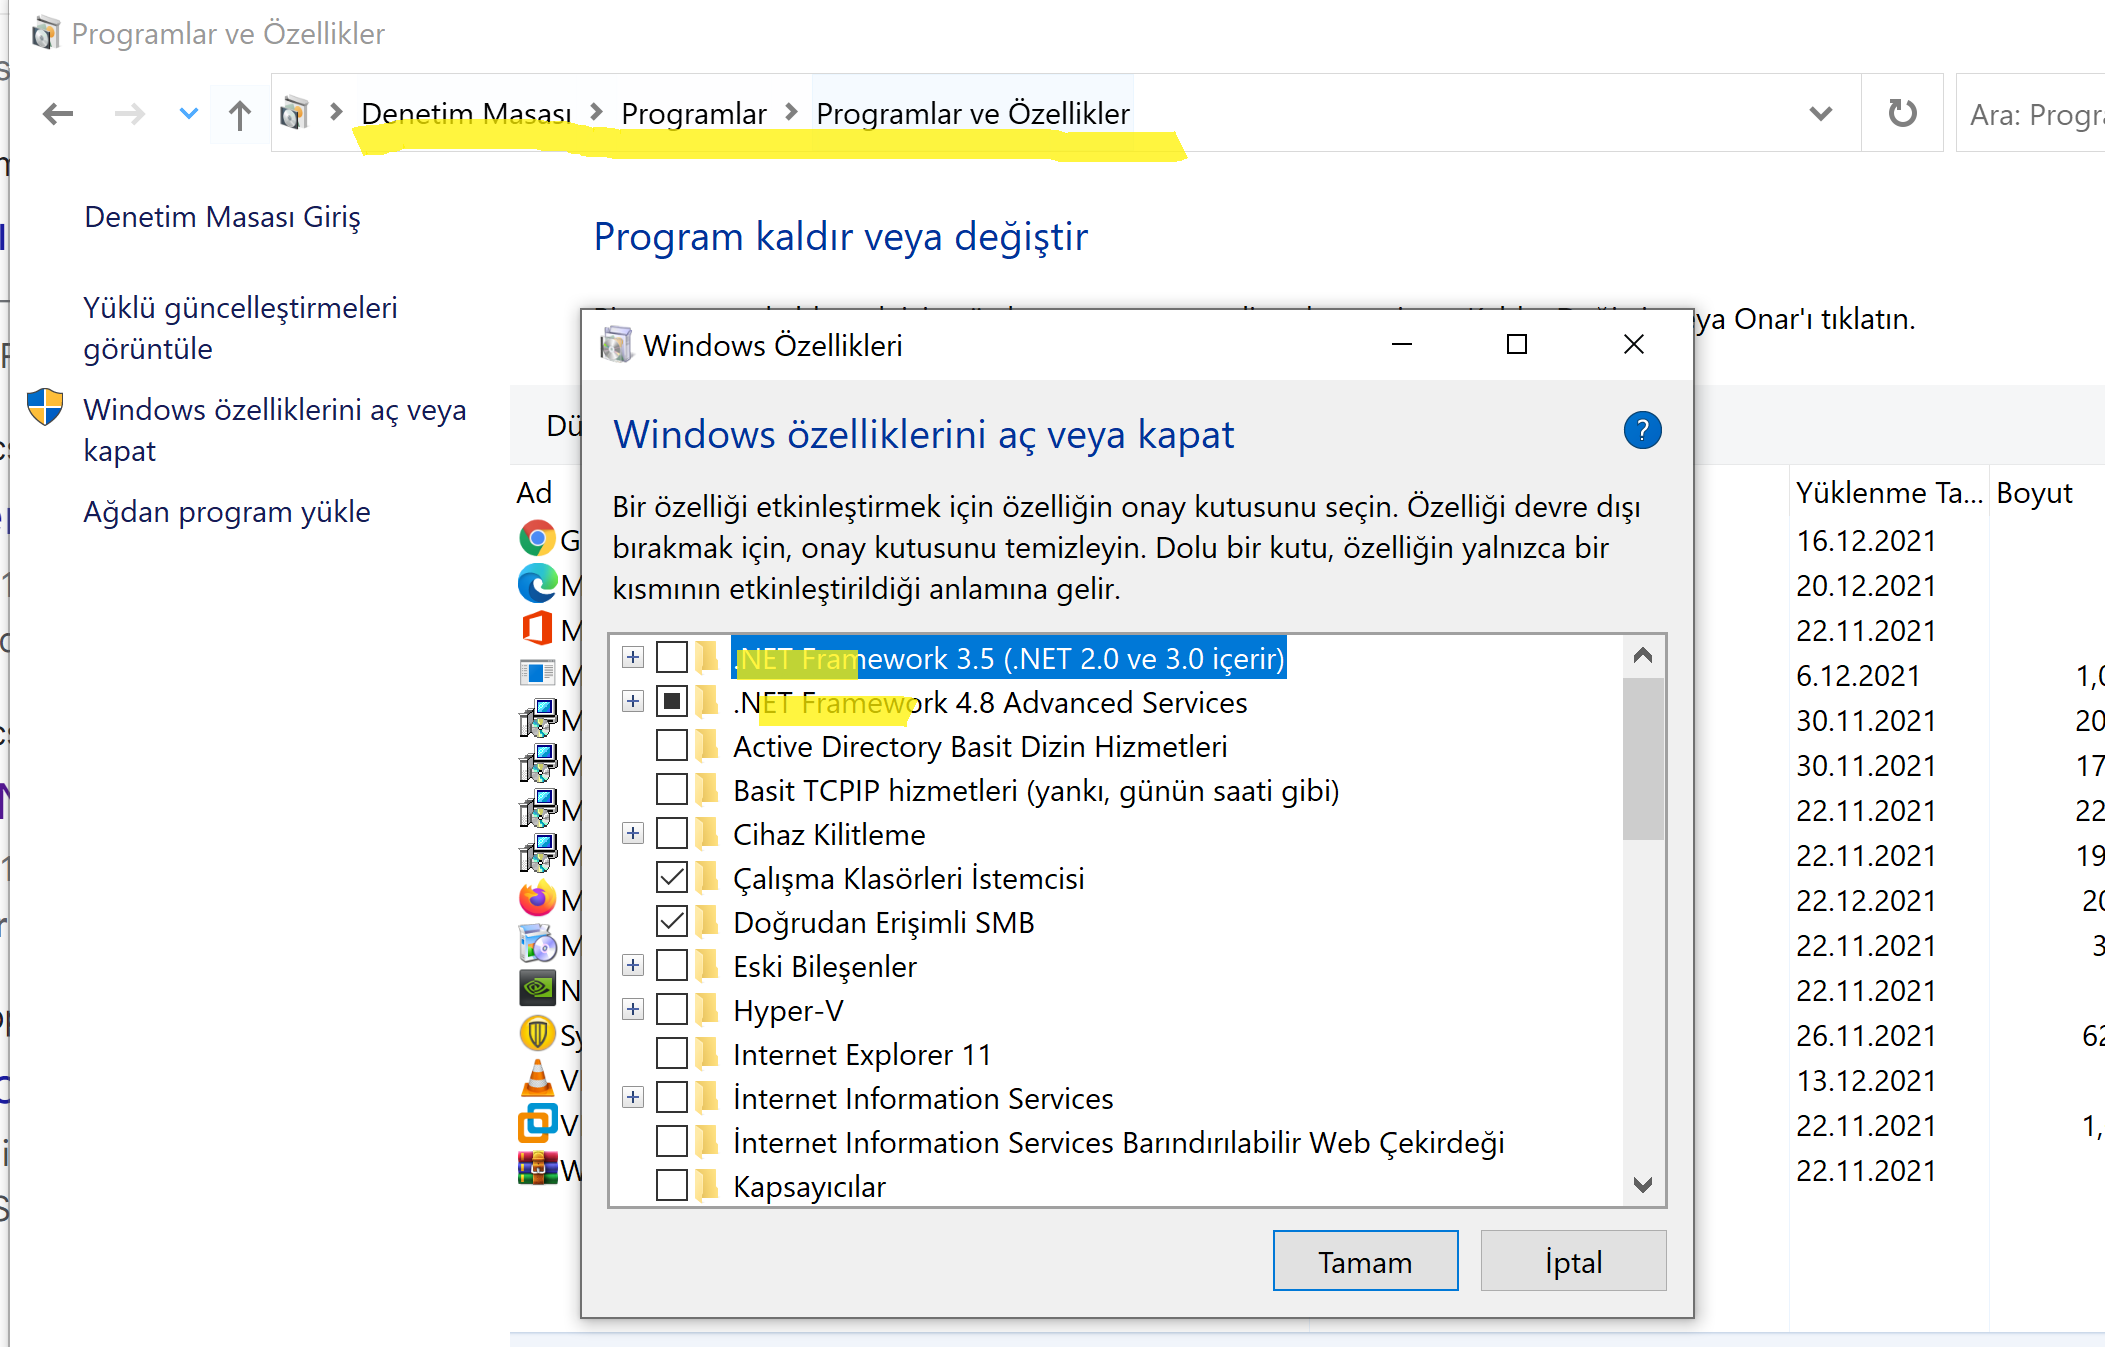 Programlar ve Özellikler
Denetim Masası > Programlar > Programlar ve Özellikler
Ara: Progr
Denetim Masası Giriş
Yüklü güncelleştirmeleri
görüntüle
Windows özelliklerini aç veya
kapat
Ağdan program yükle
Program kaldır veya değiştir
ya Onar'ı tıklatın.
Dü
Ad
Yüklenme Ta... Boyut
G 16.12.2021
M 20.12.2021
M 22.11.2021
M 6.12.2021 1,0
M 30.11.2021 20
M 30.11.2021 17
M 22.11.2021 22
M 22.11.2021 19
M 22.12.2021 20
M 22.11.2021 3
N 22.11.2021
Sy 26.11.2021 62
V 13.12.2021
V 22.11.2021 1,
W 22.11.2021
Windows Özellikleri
Windows özelliklerini aç veya kapat
?
Bir özelliği etkinleştirmek için özelliğin onay kutusunu seçin. Özelliği devre dışı
bırakmak için, onay kutusunu temizleyin. Dolu bir kutu, özelliğin yalnızca bir
kısmının etkinleştirildiği anlamına gelir.
.NET Framework 3.5 (.NET 2.0 ve 3.0 içerir)
.NET Framework 4.8 Advanced Services
Active Directory Basit Dizin Hizmetleri
Basit TCPIP hizmetleri (yankı, günün saati gibi)
Cihaz Kilitleme
Çalışma Klasörleri İstemcisi
Doğrudan Erişimli SMB
Eski Bileşenler
Hyper-V
Internet Explorer 11
İnternet Information Services
İnternet Information Services Barındırılabilir Web Çekirdeği
Kapsayıcılar
Tamam
İptal